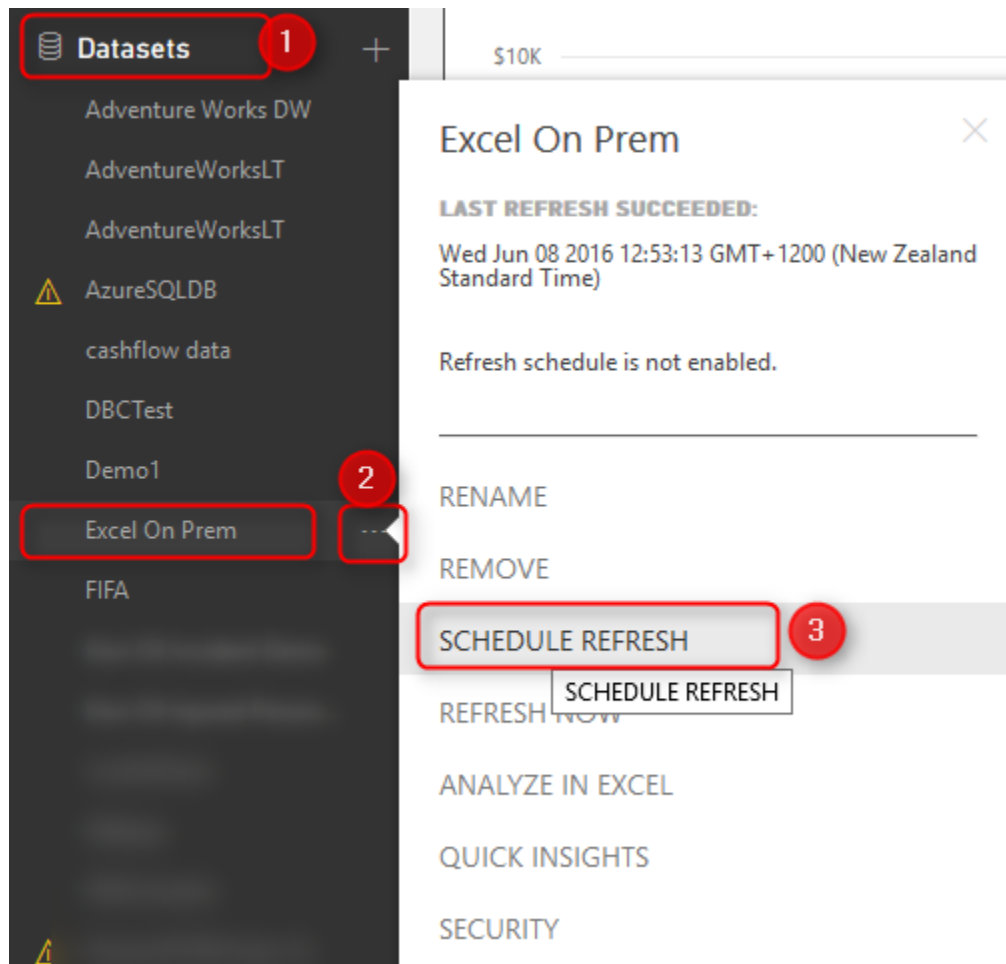 Datasets
1
+
Adventure Works DW
AdventureWorksLT
AdventureWorksLT
AzureSQLDB
cashflow data
DBCTest
Demo1
2
Excel On Prem
...
FIFA
$10K
Excel On Prem
LAST REFRESH SUCCEEDED:
Wed Jun 08 2016 12:53:13 GMT+1200 (New Zealand
Standard Time)
Refresh schedule is not enabled.
RENAME
REMOVE
SCHEDULE REFRESH
3
SCHEDULE REFRESH
REFRESH NOW
ANALYZE IN EXCEL
QUICK INSIGHTS
SECURITY